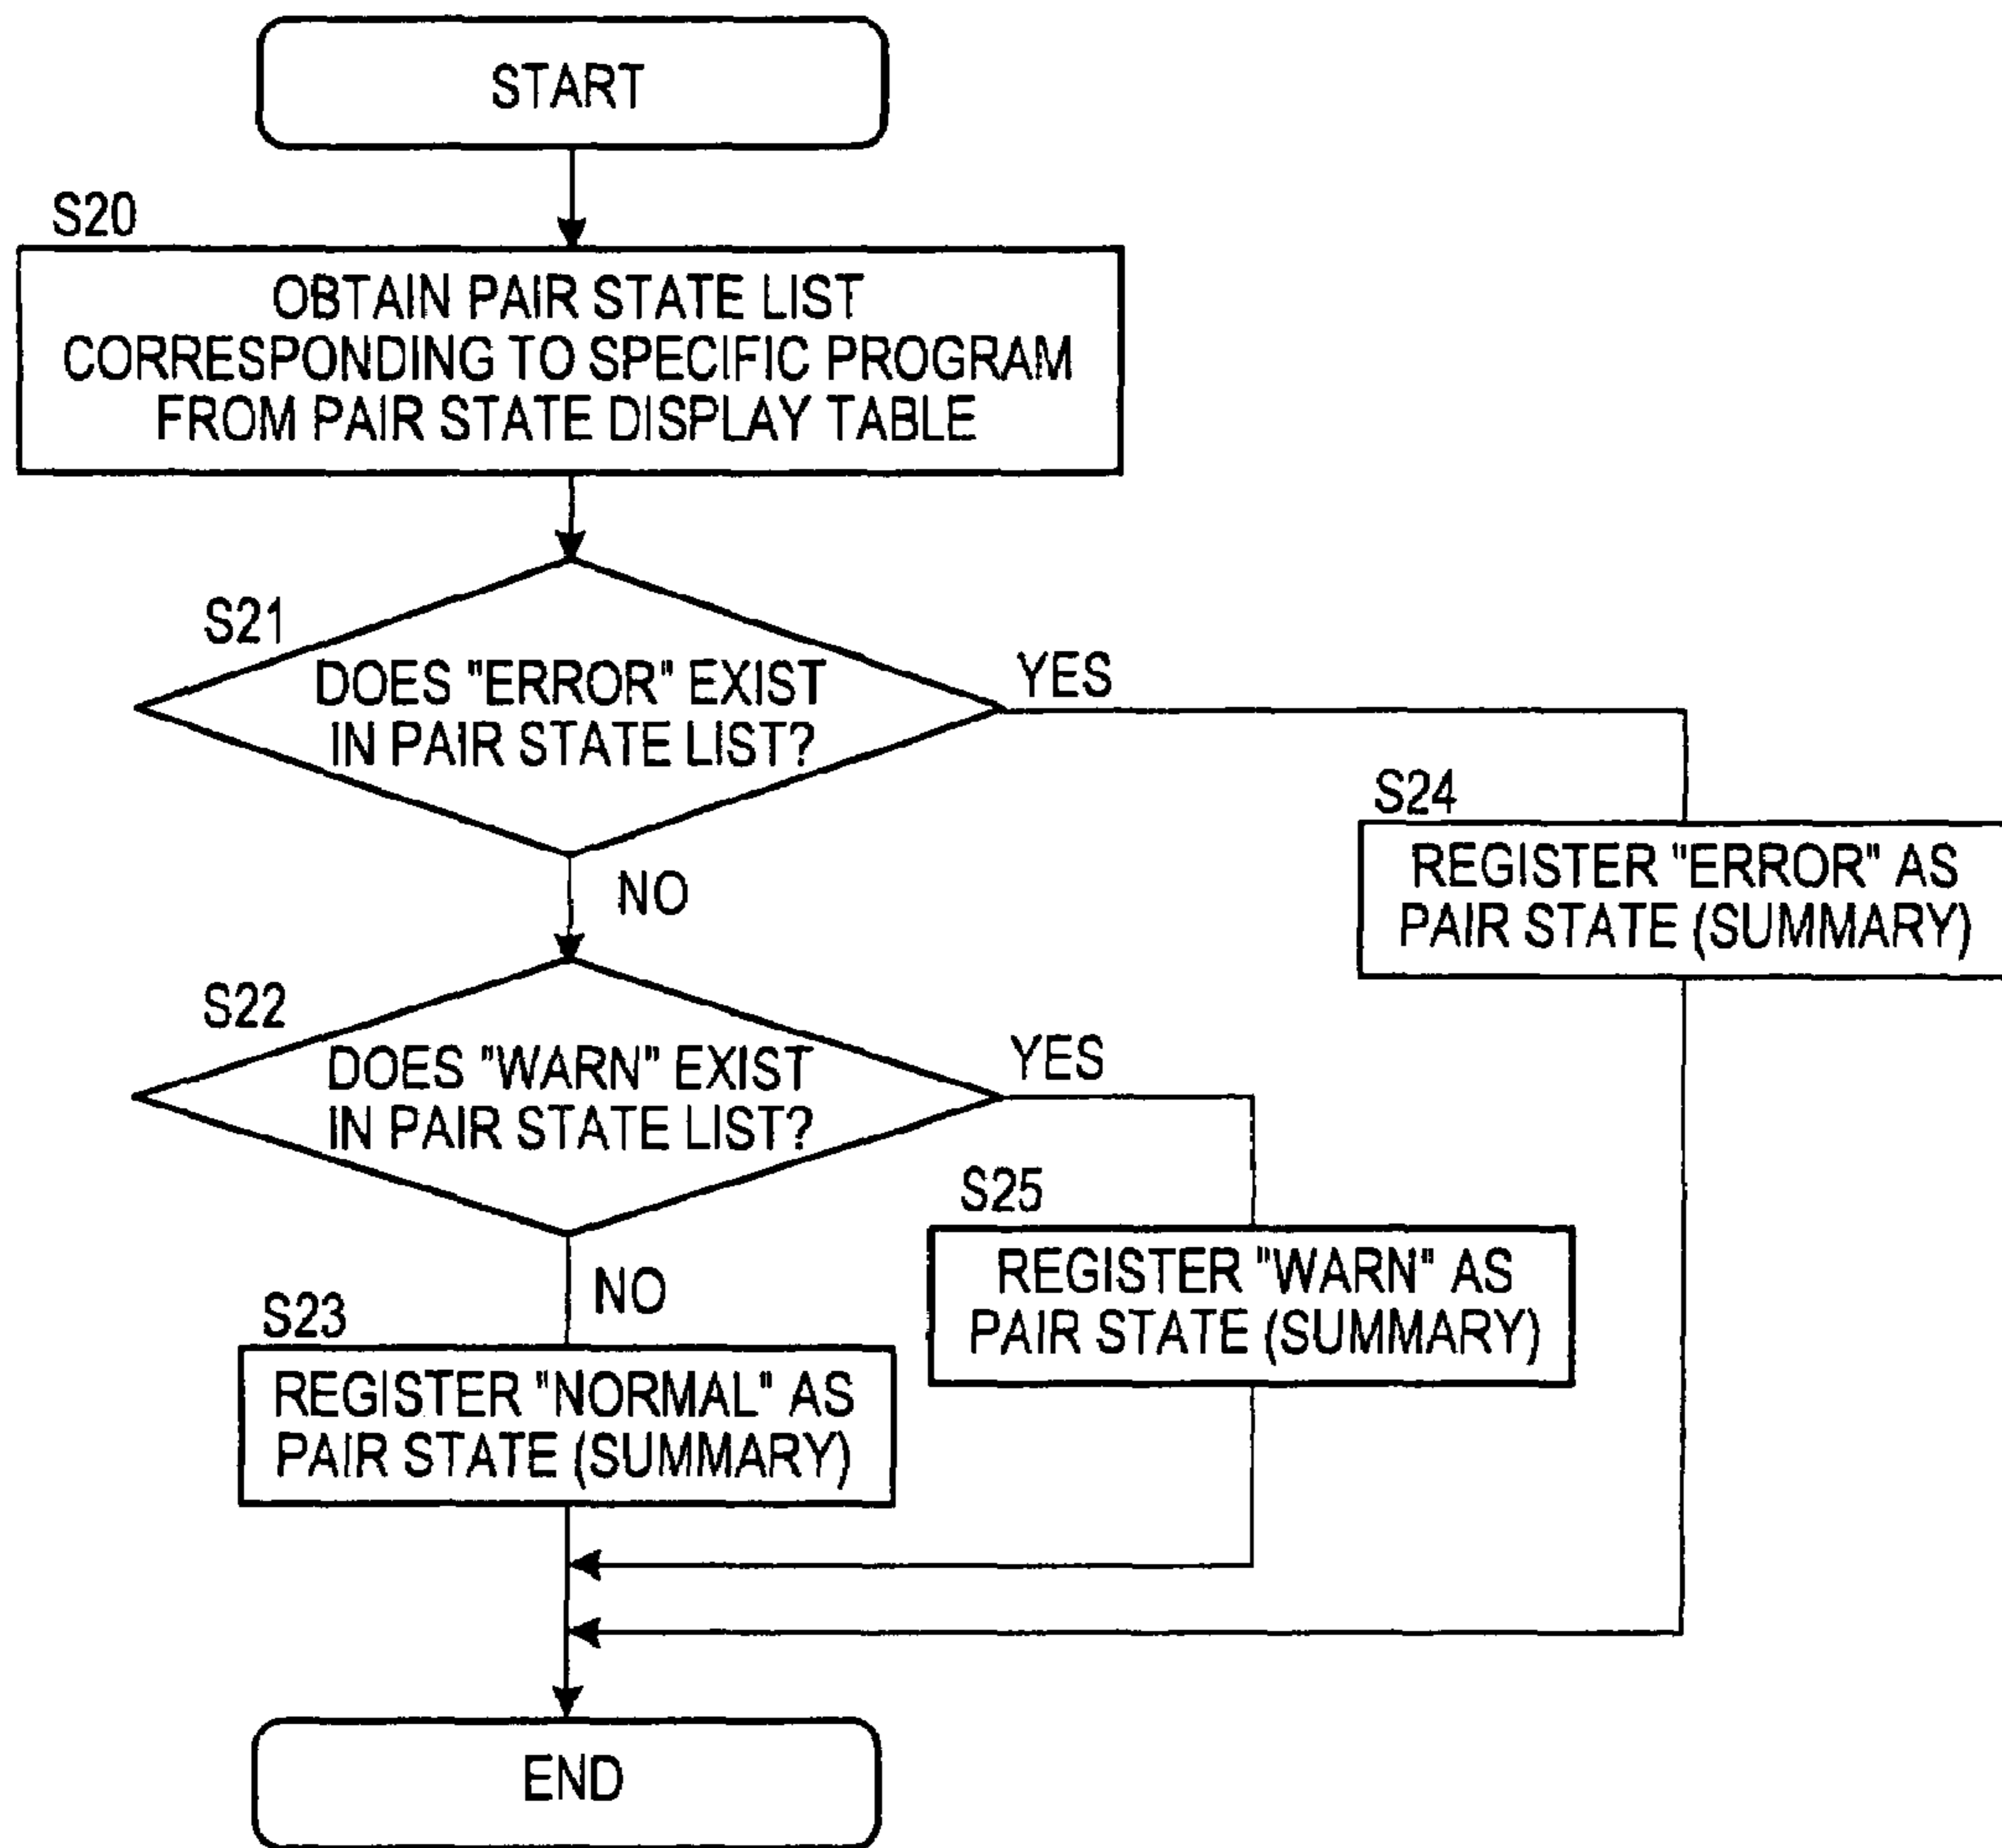 START
S20
OBTAIN PAIR STATE LIST
CORRESPONDING TO SPECIFIC PROGRAM
FROM PAIR STATE DISPLAY TABLE
S21
DOES "ERROR" EXIST
IN PAIR STATE LIST?
YES
NO
S24
REGISTER "ERROR" AS
PAIR STATE (SUMMARY)
S22
DOES "WARN" EXIST
IN PAIR STATE LIST?
YES
NO
S25
REGISTER "WARN" AS
PAIR STATE (SUMMARY)
S23
REGISTER "NORMAL" AS
PAIR STATE (SUMMARY)
END